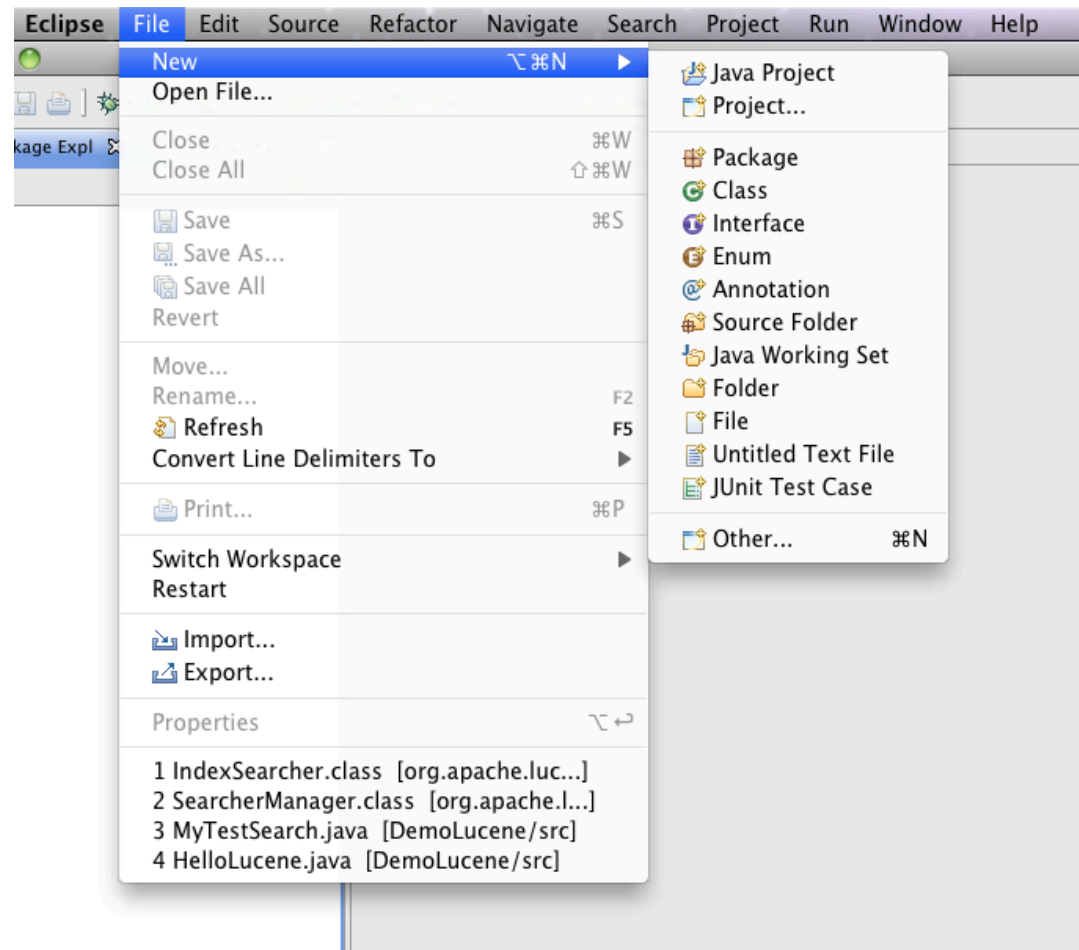 Eclipse File Edit Source Refactor Navigate Search Project Run Window Help
kage Expl
New ⌥⌘N
Open File...
Close ⌘W
Close All ⇧⌘W
Save ⌘S
Save As...
Save All
Revert
Move...
Rename... F2
Refresh F5
Convert Line Delimiters To
Print... ⌘P
Switch Workspace
Restart
Import...
Export...
Properties ⌥↩
1 IndexSearcher.class [org.apache.luc...]
2 SearcherManager.class [org.apache.l...]
3 MyTestSearch.java [DemoLucene/src]
4 HelloLucene.java [DemoLucene/src]
Java Project
Project...
Package
Class
Interface
Enum
Annotation
Source Folder
Java Working Set
Folder
File
Untitled Text File
JUnit Test Case
Other... ⌘N